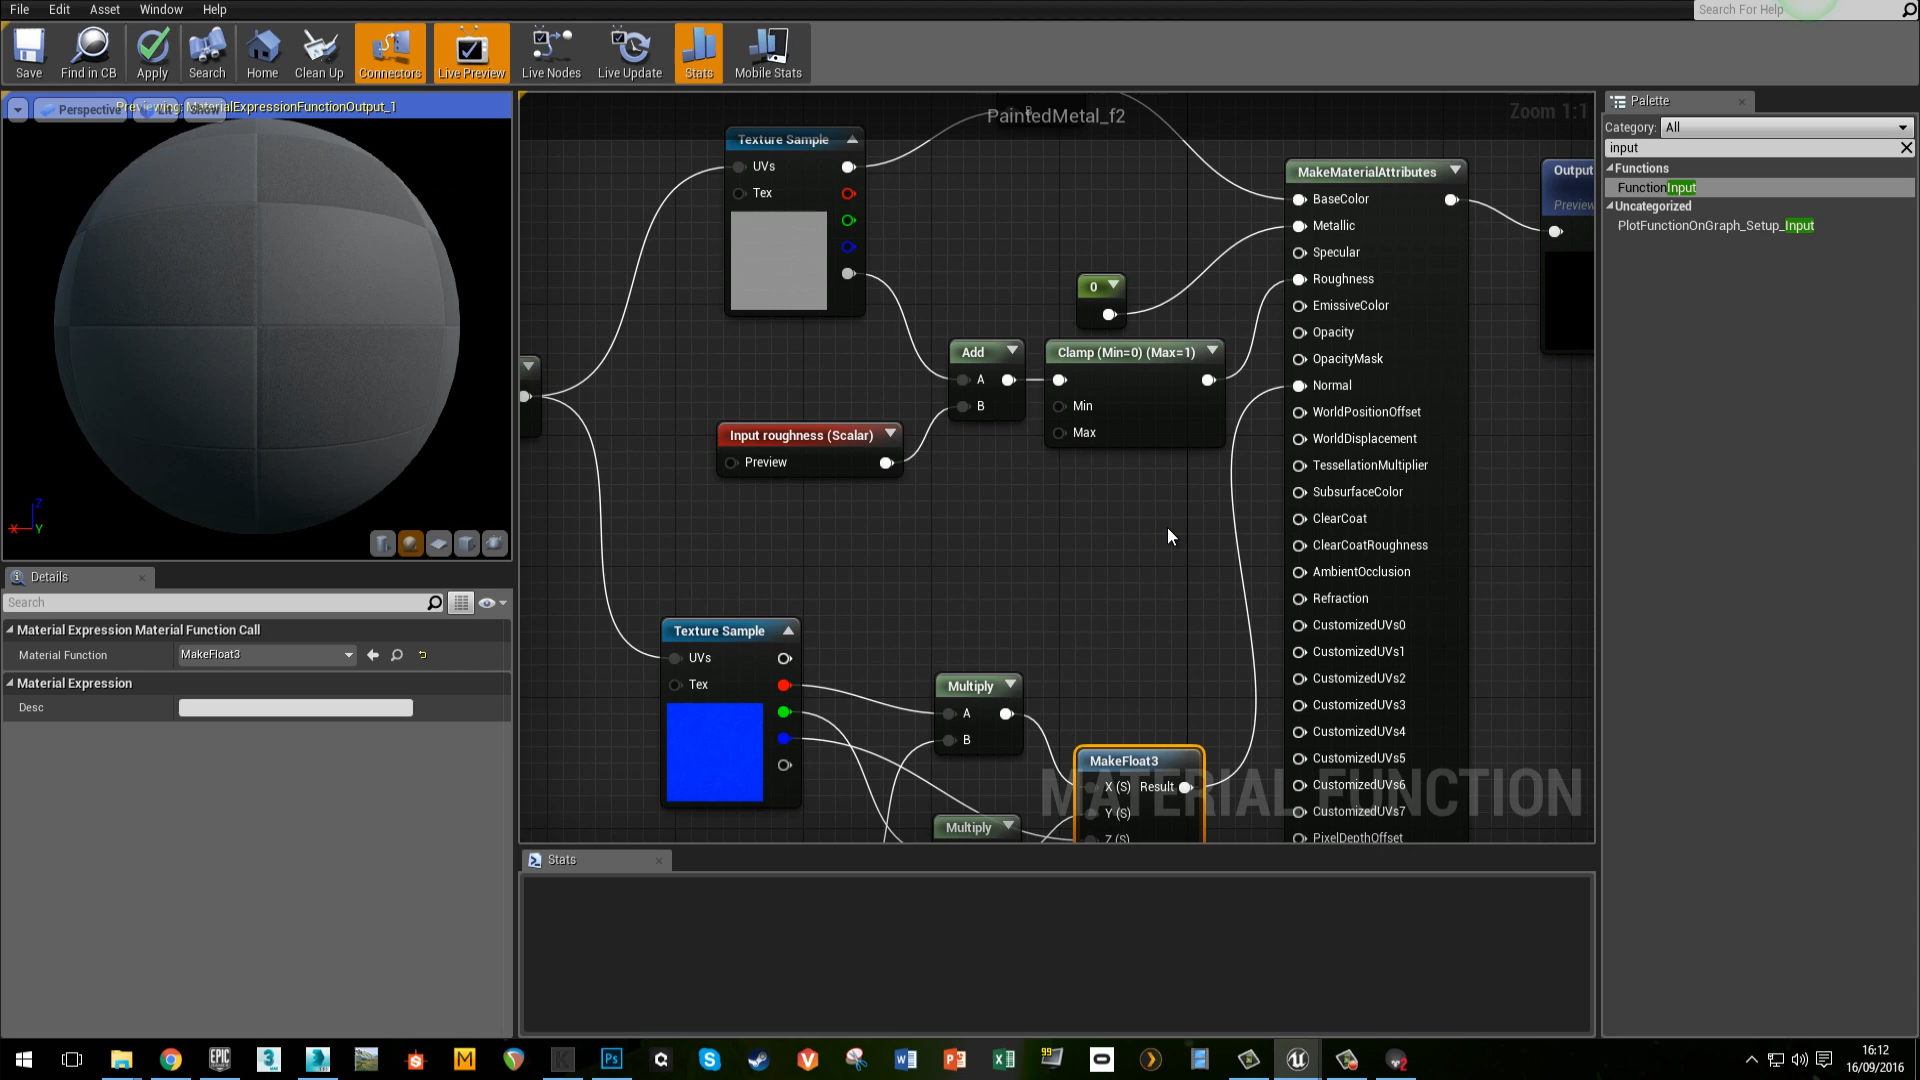 File Edit Asset Window Help
Search For Help
Save Find in CB Apply Search Home Clean Up Connectors Live Preview Live Nodes Live Update Stats Mobile Stats
Perspective Lit Show
Previewing: MaterialExpressionFunctionOutput_1
Z
X Y
Details
Search
Material Expression Material Function Call
Material Function MakeFloat3
Material Expression
Desc
PaintedMetal_f2
Zoom 1:1
B
Texture Sample
UVs
Tex
0
Add
A
B
Clamp (Min=0) (Max=1)
Min
Max
Input roughness (Scalar)
Preview
Texture Sample
UVs
Tex
Multiply
A
B
Multiply
MakeFloat3
X (S) Result
Y (S)
Z (S)
MATERIAL FUNCTION
MakeMaterialAttributes
BaseColor
Metallic
Specular
Roughness
EmissiveColor
Opacity
OpacityMask
Normal
WorldPositionOffset
WorldDisplacement
TessellationMultiplier
SubsurfaceColor
ClearCoat
ClearCoatRoughness
AmbientOcclusion
Refraction
CustomizedUVs0
CustomizedUVs1
CustomizedUVs2
CustomizedUVs3
CustomizedUVs4
CustomizedUVs5
CustomizedUVs6
CustomizedUVs7
PixelDepthOffset
Output
Preview
Stats
Palette
Category: All
input
Functions
FunctionInput
Uncategorized
PlotFunctionOnGraph_Setup_Input
16:12
16/09/2016